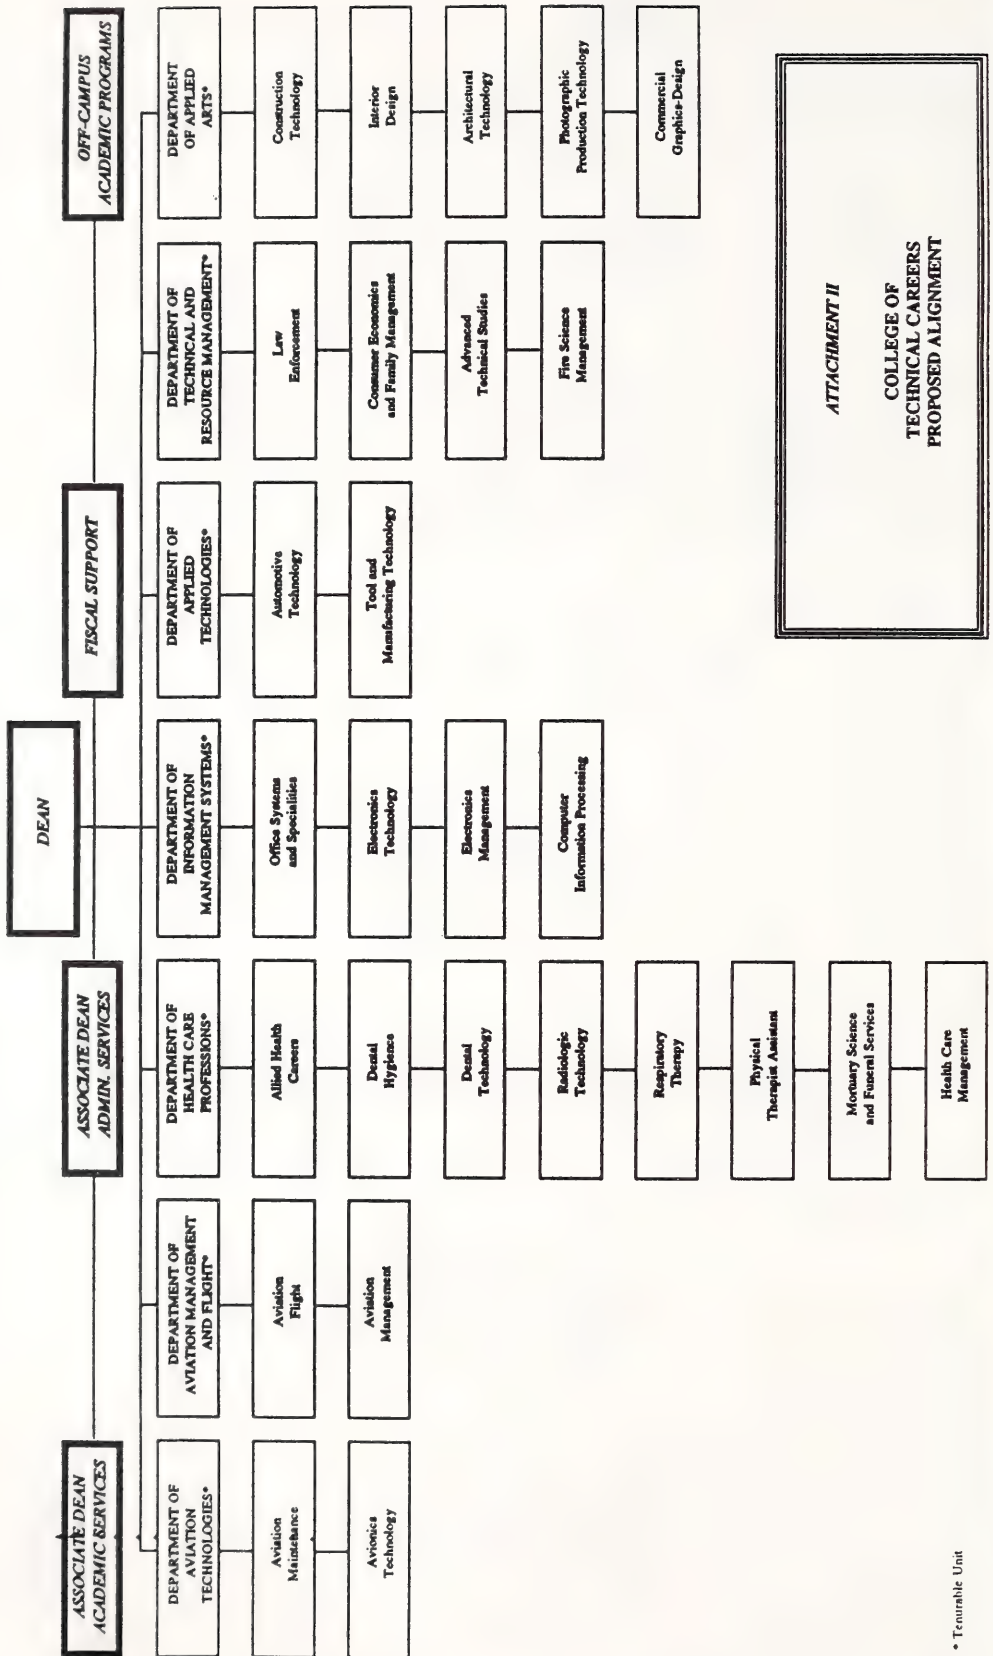 DEAN
ASSOCIATE DEAN
ACADEMIC SERVICES
ASSOCIATE DEAN
ADMIN. SERVICES
FISCAL SUPPORT
OFF-CAMPUS
ACADEMIC PROGRAMS
DEPARTMENT OF
AVIATION
TECHNOLOGIES*
Aviation
Maintenance
Avionics
Technology
DEPARTMENT OF
AVIATION MANAGEMENT
AND FLIGHT*
Aviation
Flight
Aviation
Management
DEPARTMENT OF
HEALTH CARE
PROFESSIONS*
Allied Health
Careers
Dental
Hygience
Dental
Technology
Radiologic
Technology
Respiratory
Therapy
Physical
Therapist Assistant
Mortuary Science
and Funeral Services
Health Care
Management
DEPARTMENT OF
INFORMATION
MANAGEMENT SYSTEMS*
Office Systems
and Specialities
Electronics
Technology
Electronics
Management
Computer
Information Processing
DEPARTMENT OF
APPLIED
TECHNOLOGIES*
Automotive
Technology
Tool and
Manufacturing Technology
DEPARTMENT OF
TECHNICAL AND
RESOURCE MANAGEMENT*
Law
Enforcement
Consumer Economics
and Family Management
Advanced
Technical Studies
Fire Science
Management
DEPARTMENT
OF APPLIED
ARTS*
Construction
Technology
Interior
Design
Architectural
Technology
Photographic
Production Technology
Commercial
Graphics-Design
ATTACHMENT II
COLLEGE OF
TECHNICAL CAREERS
PROPOSED ALIGNMENT
* Tenurable Unit